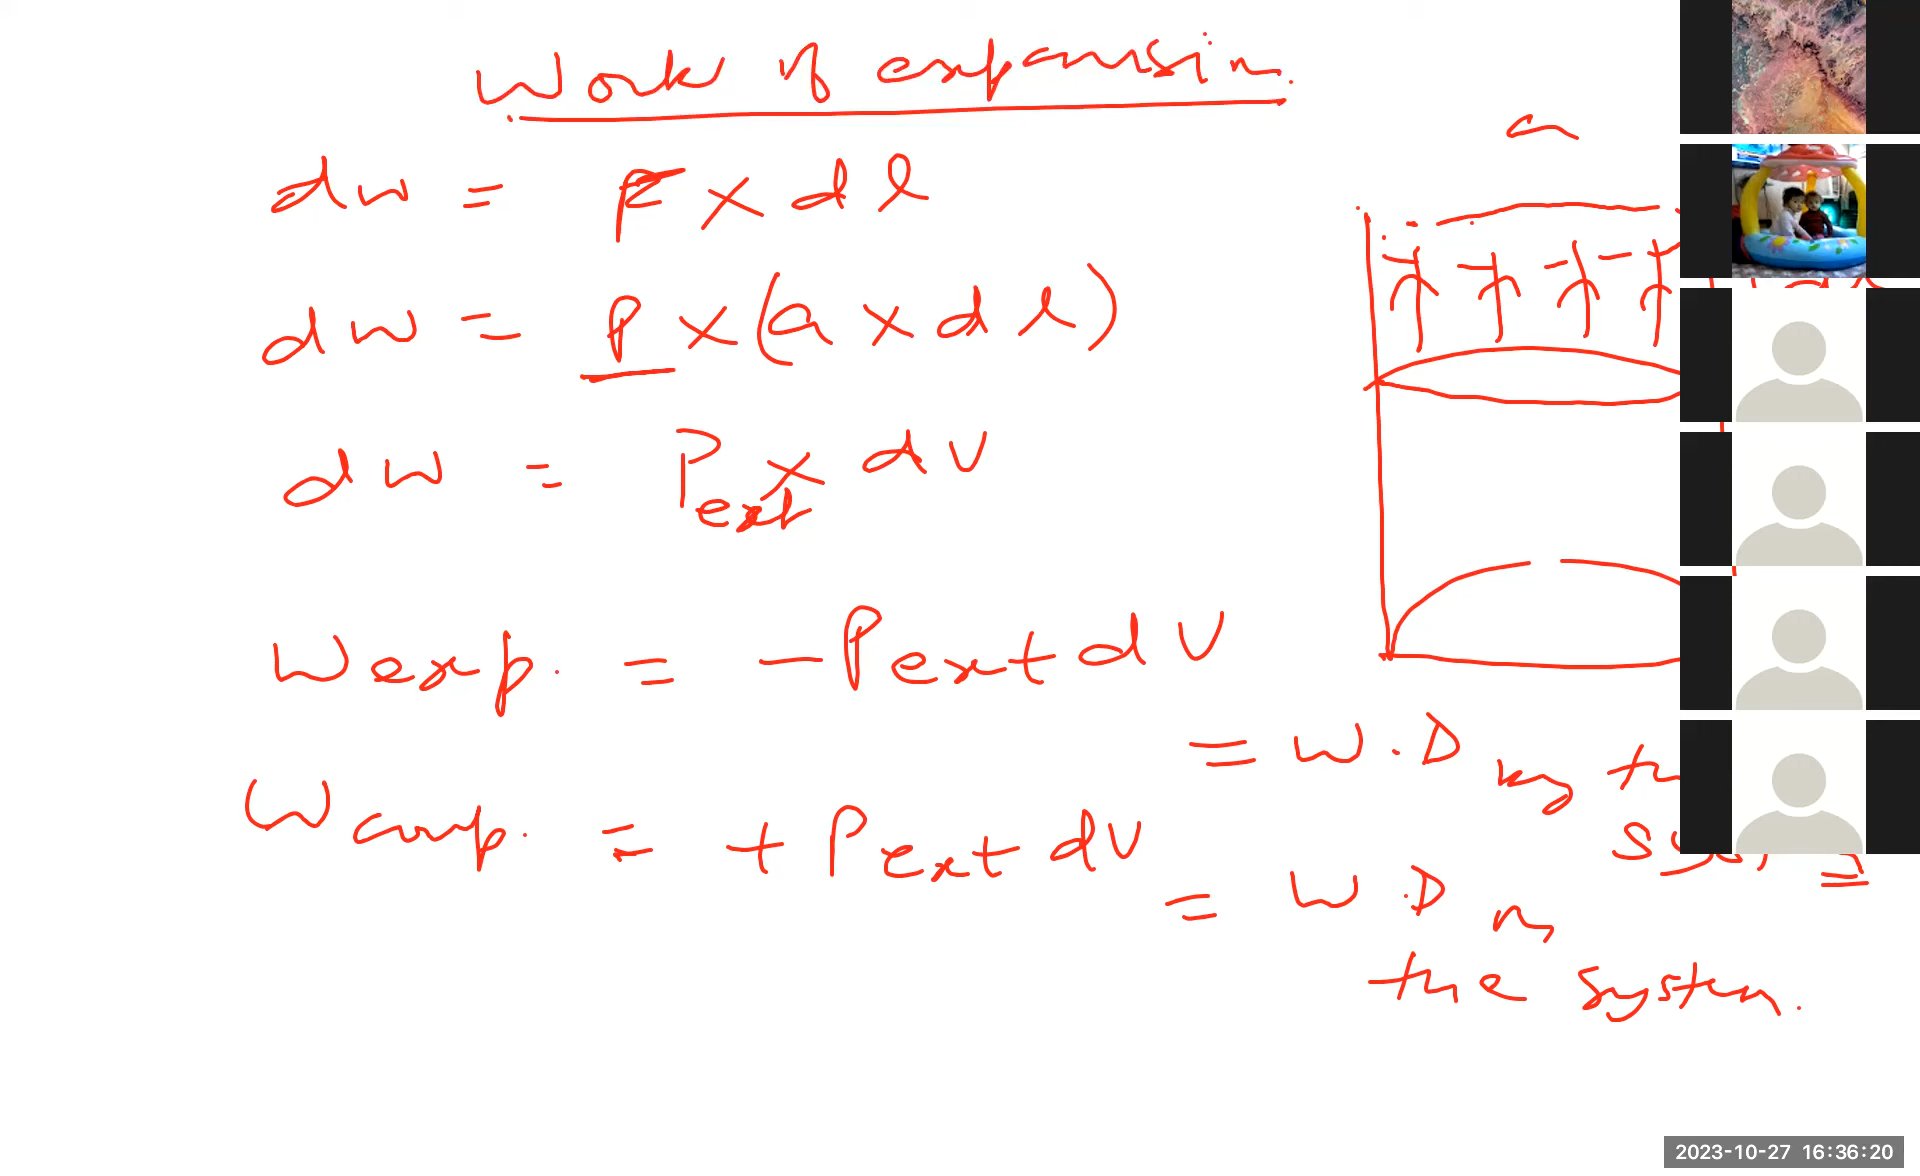 Work of expansion.
dw = F × dl
a
dw = P × (a × dl)
dw = Pext × dV
Wexp. = - Pext dV
= W.D by the
Wcomp. = + Pext dV
= W.D on
the system.
2023-10-27 16:36:20